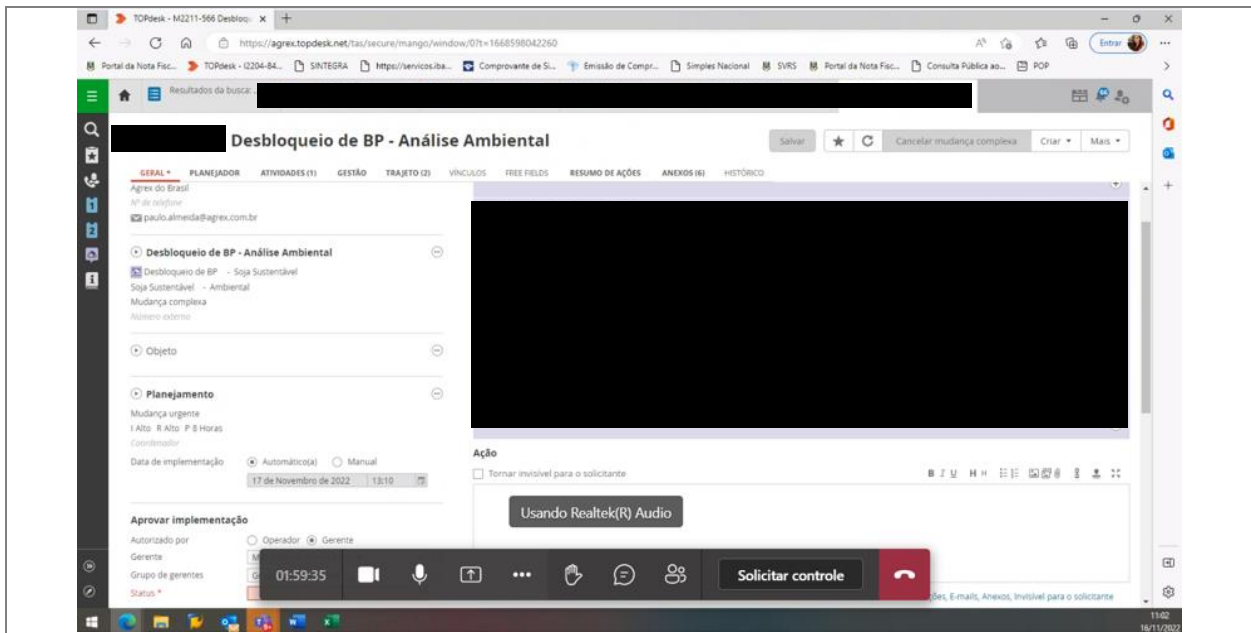 TOPdesk - M2211-566 Desbloq
https://agrex.topdesk.net/tas/secure/mango/window/0?t=1668598042260
Entrar
Portal da Nota Fisc... TOPdesk - I2204-84... SINTEGRA https://servicos.iba... Comprovante de Si... Emissão de Compr... Simples Nacional SVRS Portal da Nota Fisc... Consulta Pública ao... POP
Resultados da busca:
Desbloqueio de BP - Análise Ambiental
Salvar Cancelar mudança complexa Criar Mais
GERAL PLANEJADOR ATIVIDADES (1) GESTÃO TRAJETO (2) VÍNCULOS FREE FIELDS RESUMO DE AÇÕES ANEXOS (6) HISTÓRICO
Agrex do Brasil
Nº de telefone
paulo.almeida@agrex.com.br
Desbloqueio de BP - Análise Ambiental
Desbloqueio de BP - Soja Sustentável
Soja Sustentável - Ambiental
Mudança complexa
Número externo
Objeto
Planejamento
Mudança urgente
I Alto R Alto P 8 Horas
Coordenador
Data de implementação Automático(a) Manual
17 de Novembro de 2022 13:10
Ação
Tornar invisível para o solicitante
B I U H H
Usando Realtek(R) Audio
Aprovar implementação
Autorizado por Operador Gerente
Gerente M
Grupo de gerentes G
Status *
01:59:35 Solicitar controle
ções, E-mails, Anexos, Invisível para o solicitante
11:02
16/11/2022